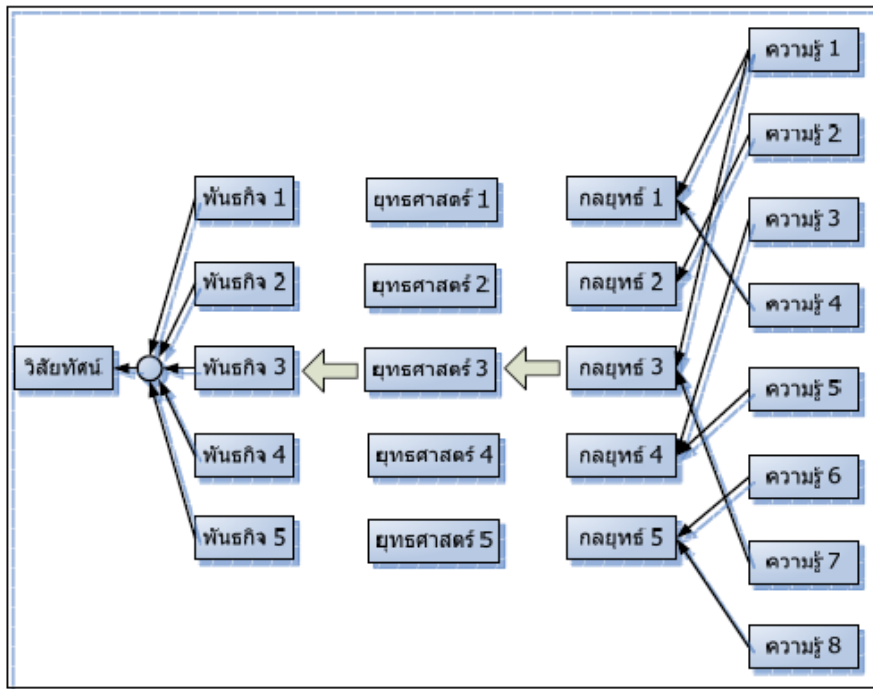 วิสัยทัศน์
พันธกิจ 1
พันธกิจ 2
พันธกิจ 3
พันธกิจ 4
พันธกิจ 5
ยุทธศาสตร์ 1
ยุทธศาสตร์ 2
ยุทธศาสตร์ 3
ยุทธศาสตร์ 4
ยุทธศาสตร์ 5
กลยุทธ์ 1
กลยุทธ์ 2
กลยุทธ์ 3
กลยุทธ์ 4
กลยุทธ์ 5
ความรู้ 1
ความรู้ 2
ความรู้ 3
ความรู้ 4
ความรู้ 5
ความรู้ 6
ความรู้ 7
ความรู้ 8